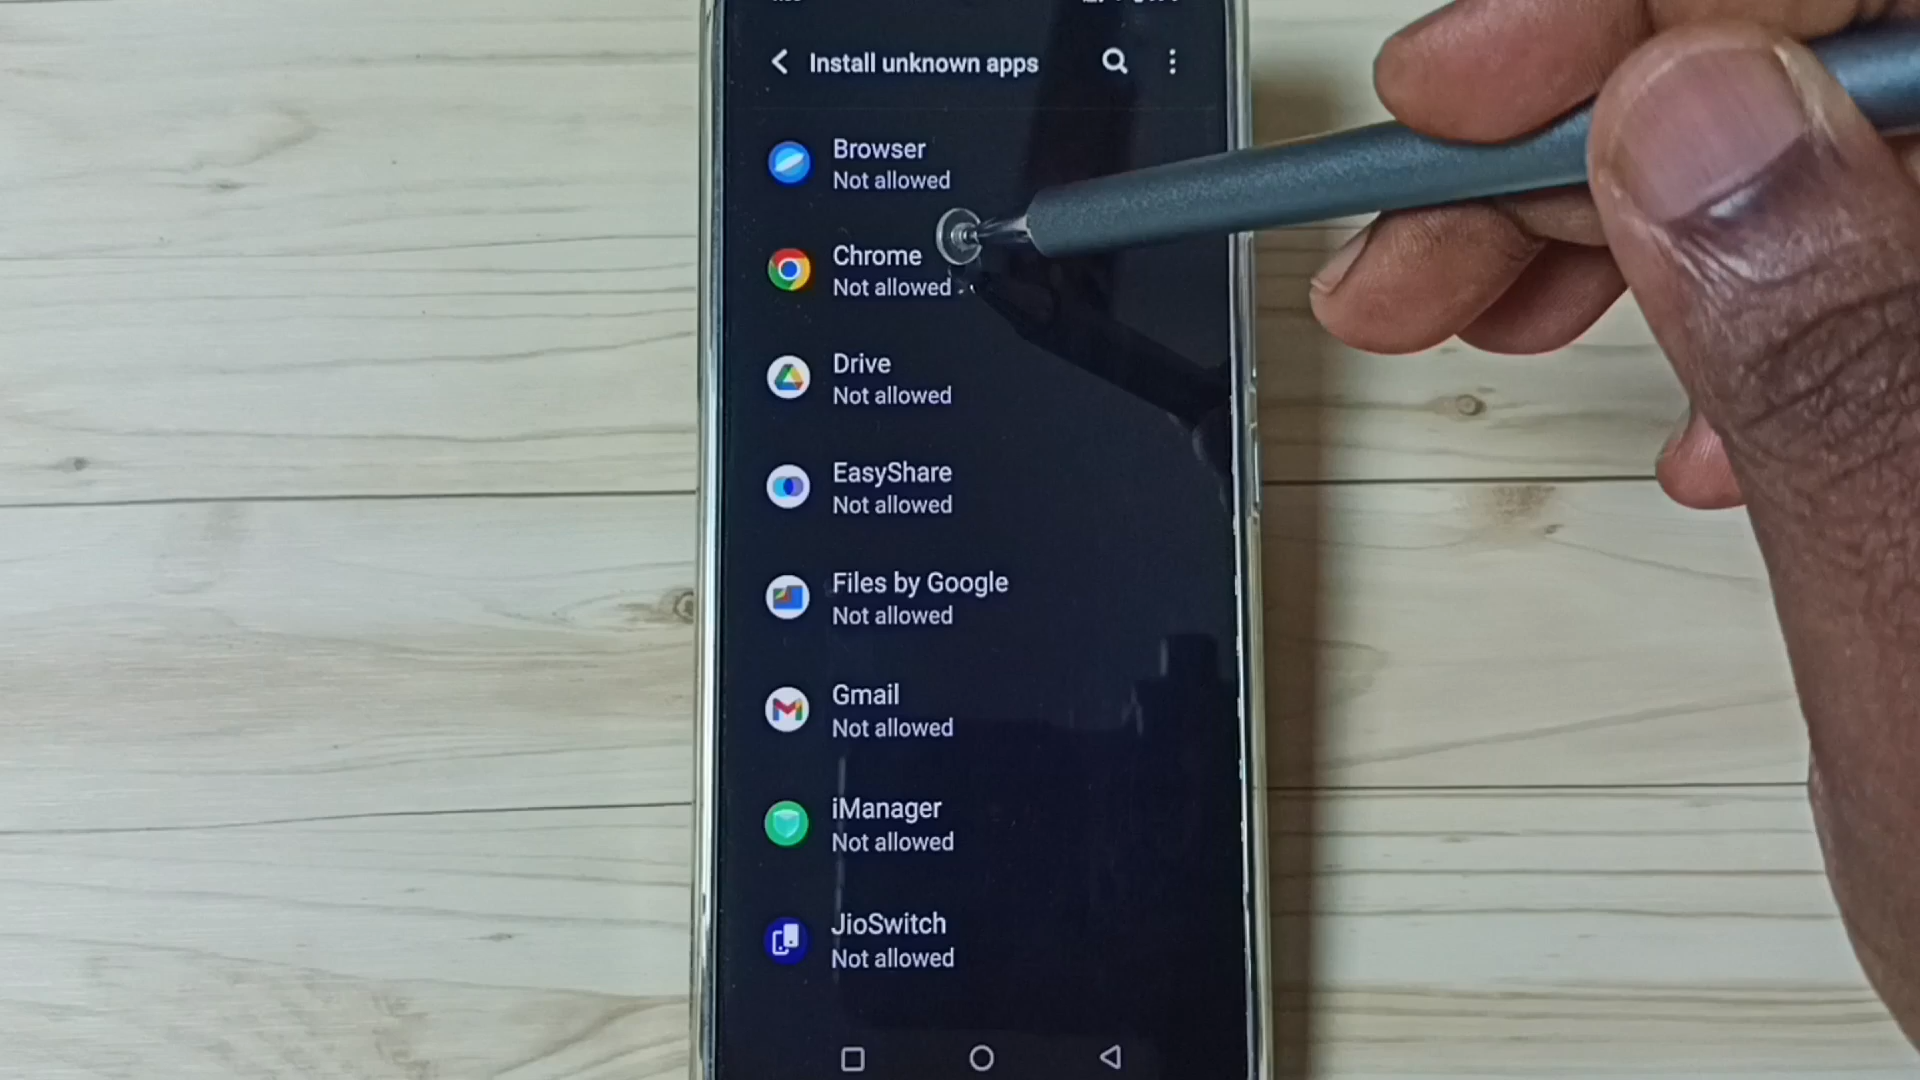 Install unknown apps
Browser
Not allowed
Chrome
Not allowed
Drive
Not allowed
EasyShare
Not allowed
Files by Google
Not allowed
Gmail
Not allowed
iManager
Not allowed
JioSwitch
Not allowed